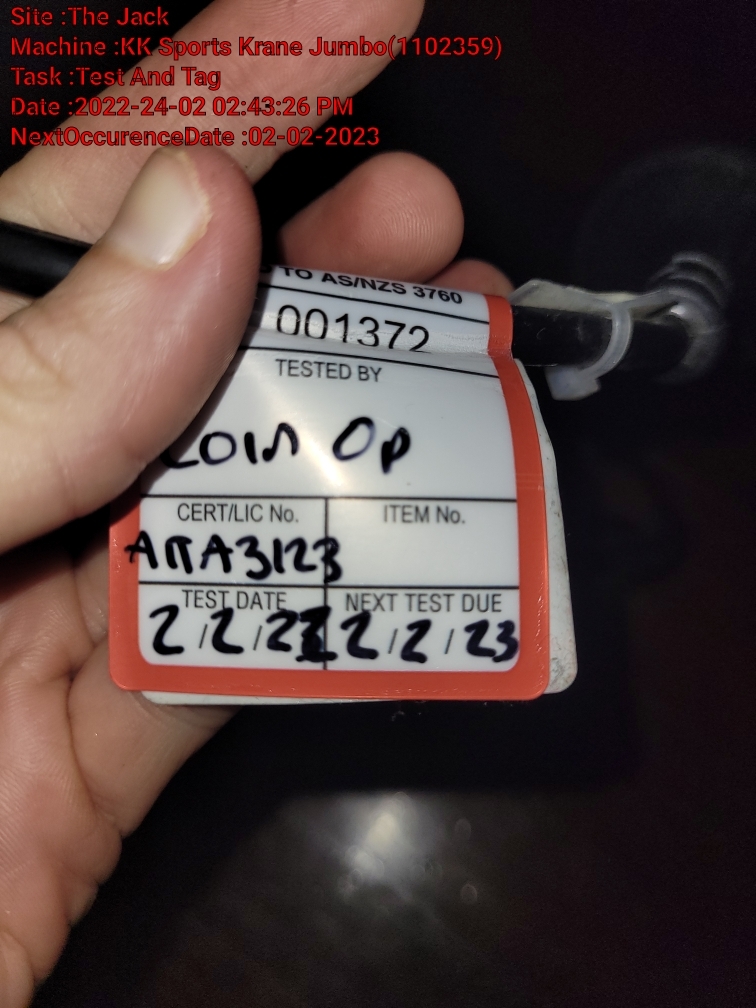 Site :The Jack
Machine :KK Sports Krane Jumbo(1102359)
Task :Test And Tag
Date :2022-24-02 02:43:26 PM
NextOccurenceDate :02-02-2023
TO AS/NZS 3760
001372
TESTED BY
Coin Op
CERT/LIC No. ITEM No.
ATTA3123
TEST DATE NEXT TEST DUE
2/2/22 2/2/23